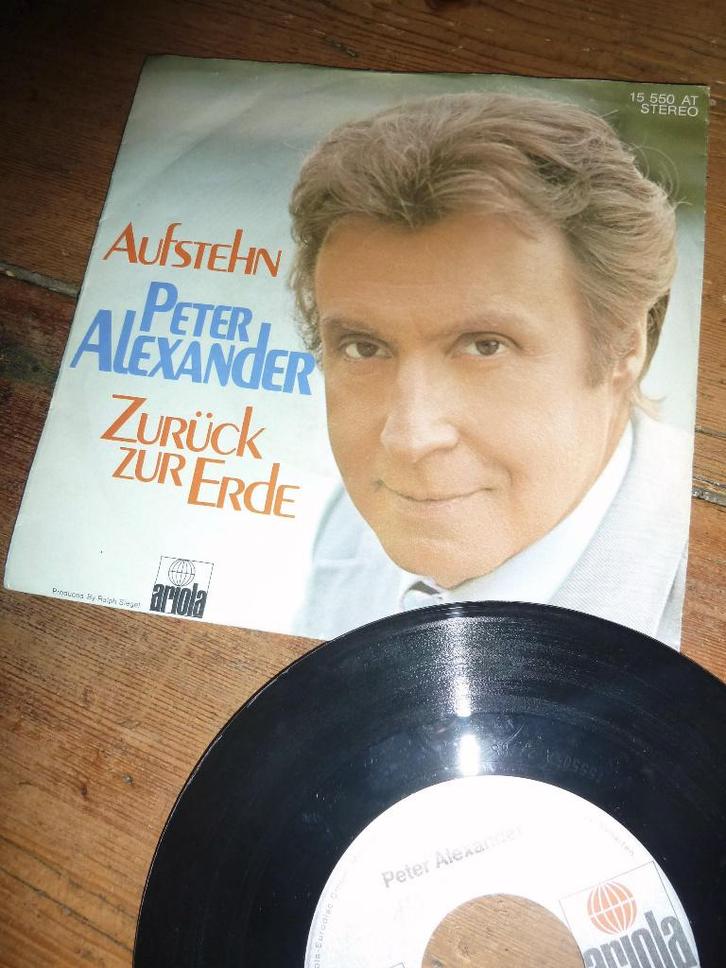 15 550 AT
STEREO
Aufstehn
Peter
Alexander
Zurück
zur Erde
Produced By Ralph Siegel
ariola
Peter Alexander
ariola